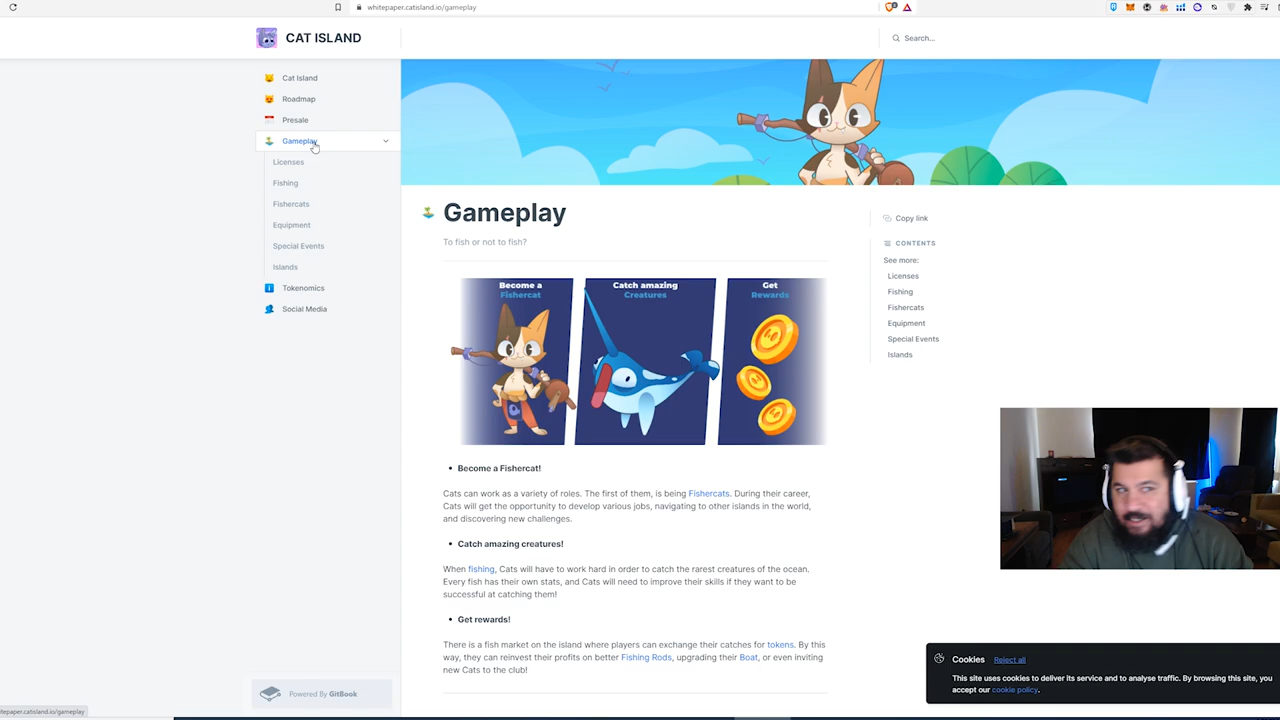 whitepaper.catisland.io/gameplay
CAT ISLAND
Search...
Cat Island
Roadmap
Presale
Gameplay
Licenses
Fishing
Fishercats
Equipment
Special Events
Islands
Tokenomics
Social Media
Gameplay
To fish or not to fish?
Become a
Fishercat
Catch amazing
Creatures
Get
Rewards
• Become a Fishercat!
Cats can work as a variety of roles. The first of them, is being Fishercats. During their career,
Cats will get the opportunity to develop various jobs, navigating to other islands in the world,
and discovering new challenges.
• Catch amazing creatures!
When fishing, Cats will have to work hard in order to catch the rarest creatures of the ocean.
Every fish has their own stats, and Cats will need to improve their skills if they want to be
successful at catching them!
• Get rewards!
There is a fish market on the island where players can exchange their catches for tokens. By this
way, they can reinvest their profits on better Fishing Rods, upgrading their Boat, or even inviting
new Cats to the club!
Copy link
CONTENTS
See more:
Licenses
Fishing
Fishercats
Equipment
Special Events
Islands
Cookies Reject all
This site uses cookies to deliver its service and to analyse traffic. By browsing this site, you
accept our cookie policy.
Powered By GitBook
itepaper.catisland.io/gameplay